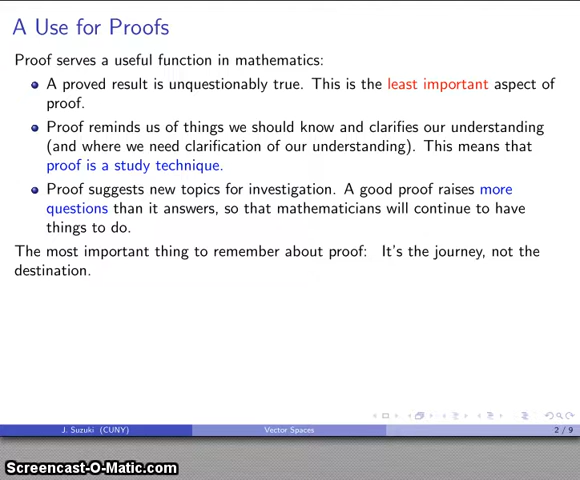 A Use for Proofs
Proof serves a useful function in mathematics:
A proved result is unquestionably true. This is the least important aspect of
proof.
Proof reminds us of things we should know and clarifies our understanding
(and where we need clarification of our understanding). This means that
proof is a study technique.
Proof suggests new topics for investigation. A good proof raises more
questions than it answers, so that mathematicians will continue to have
things to do.
The most important thing to remember about proof: It's the journey, not the
destination.
J. Suzuki (CUNY) Vector Spaces 2 / 9
Screencast-O-Matic.com